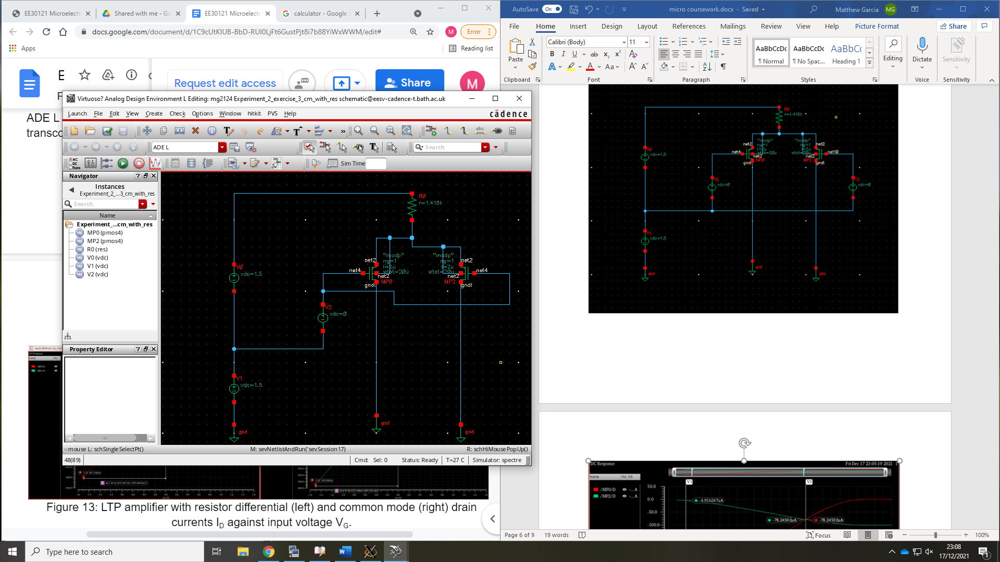 EE30121 Microelectr
Shared with me - Go
EE30121 Microelectr
calculator - Google S
docs.google.com/document/d/1C9cUtKIUB-BbD-RUI0LjFt6GustPjt8i7b88YiWxWWM/edit#
M
Error
Apps
Reading list
Request edit access
Share
M
ADE L
transco
Virtuoso? Analog Design Environment L Editing: mg2124 Experiment_2_exercise_3_cm_with_res schematic@eesv-cadence-t.bath.ac.uk
Launch File Edit View Create Check Options Window hitkit PVS Help
cādence
ADE L
Search
AC
DC
Trans
Sim Time
Navigator
Instances
Experiment_2_...3_cm_with_res
Search
Name
Experiment_...cm_with_res
MP0 (pmos4)
MP2 (pmos4)
R0 (res)
V0 (vdc)
V1 (vdc)
V2 (vdc)
Property Editor
R0
r=1.415k
"modp"
ng=1
l=2u
wtot=20u
net2
net4
net2
gnd!
MP0
"modp"
ng=1
l=2u
wtot=20u
net2
net4
net2
MP2
gnd!
V0
vdc=1.5
V2
vdc=0
V1
vdc=1.5
gnd
gnd
gnd
mouse L: schSingleSelectPt()
M: sevNetlistAndRun('sevSession17)
R: schHiMousePopUp()
48(89)
Cmd: Sel: 0
Status: Ready
T=27 C
Simulator: spectre
Figure 13: LTP amplifier with resistor differential (left) and common mode (right) drain
currents ID against input voltage VG.
AutoSave On
micro coursework.docx - Saved
Matthew Garcia
MG
File Home Insert Design Layout References Mailings Review View Help Picture Format
Share
Paste
Calibri (Body)
11
AaBbCcDc
AaBbCcDc
AaBbCc
¶ Normal
¶ No Spac...
Heading 1
Editing
Dictate
Sensitivity
Clipboard
Font
Paragraph
Styles
Voice
Sensitivity
R0
r=1.415k
"modp"
ng=1
wtot=20u
net2
net4
net2
gnd!
MP0
"modp"
ng=1
net2
net10
net2
MP2
gnd!
vdc=1.5
V2
vdc=0
V3
vdc=0
V1
vdc=1.5
gnd
gnd
gnd
DC Response
Fri Dec 17 23:05:19 2021
Name
Vis
V3
/MP0/D
/MP2/D
V1
V3
50.0
0.0
-50.0
-100.0
-4.956247uA
-78.24592uA
-78.24592uA
Page 6 of 9
19 words
Focus
100%
Type here to search
23:08
17/12/2021
1